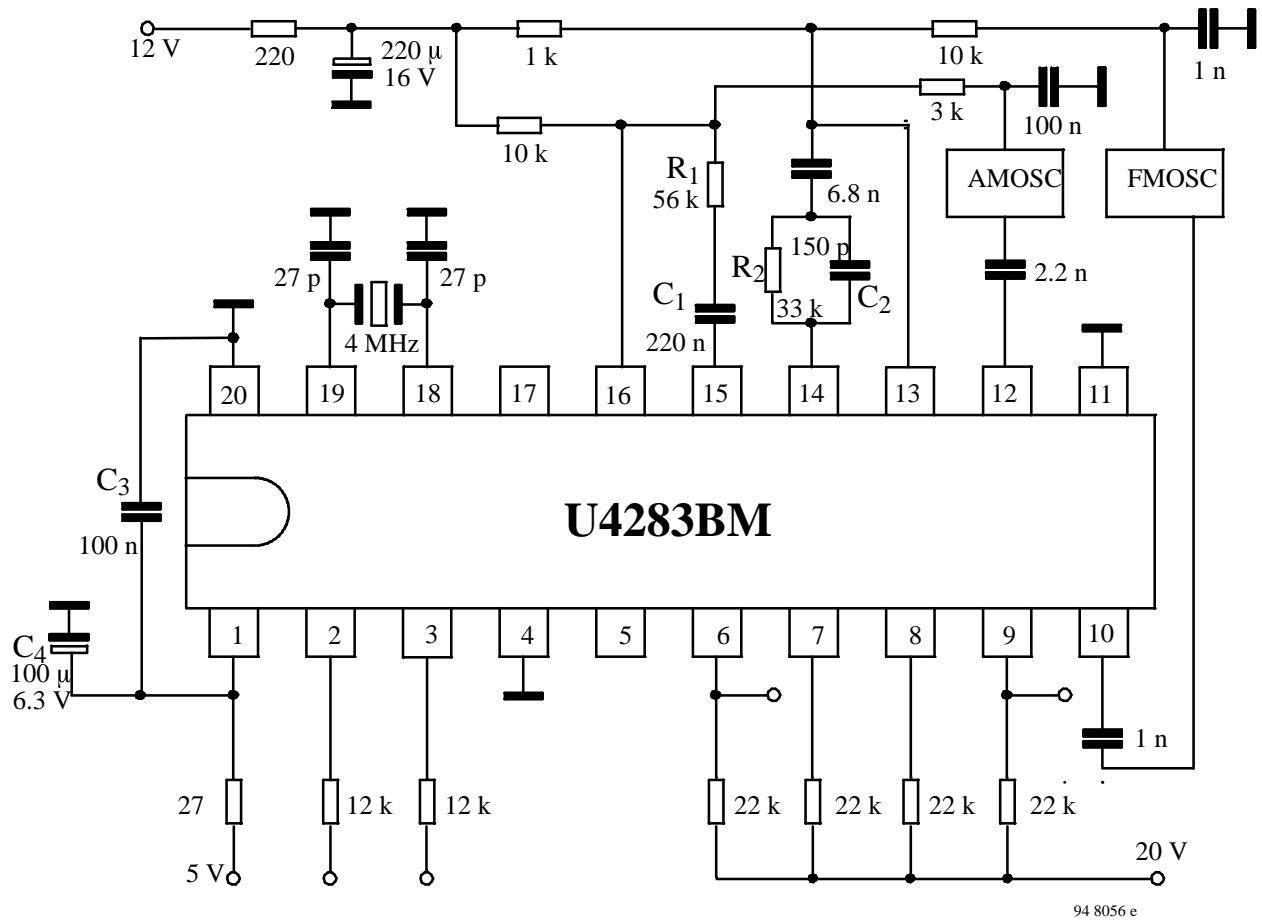 12 V
220
220 µ
16 V
1 k
10 k
1 n
10 k
3 k
100 n
R1
56 k
6.8 n
AMOSC
FMOSC
27 p
27 p
4 MHz
C1
220 n
R2
33 k
150 p
C2
2.2 n
20
19
18
17
16
15
14
13
12
11
C3
100 n
U4283BM
1
2
3
4
5
6
7
8
9
10
C4
100 µ
6.3 V
1 n
27
12 k
12 k
22 k
22 k
22 k
22 k
5 V
20 V
94 8056 e